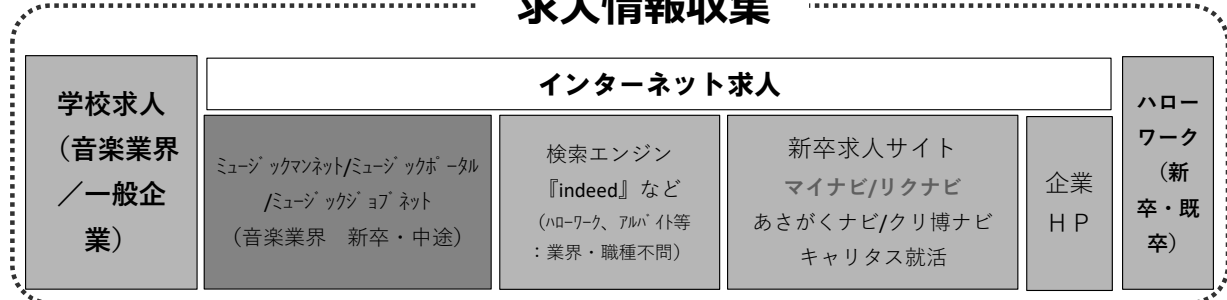 求人情報収集
学校求人
（音楽業界
／一般企
業）
インターネット求人
ﾐｭｰｼﾞｯｸﾏﾝﾈｯﾄ/ﾐｭｰｼﾞｯｸﾎﾟｰﾀﾙ
/ﾐｭｰｼﾞｯｸｼﾞｮﾌﾞﾈｯﾄ
（音楽業界　新卒・中途）
検索エンジン
『indeed』など
（ﾊﾛｰﾜｰｸ、ｱﾙﾊﾞｲﾄ等
：業界・職種不問）
新卒求人サイト
マイナビ/リクナビ
あさがくナビ/クリ博ナビ
キャリタス就活
企業
ＨＰ
ハロー
ワーク
（新
卒・既
卒）